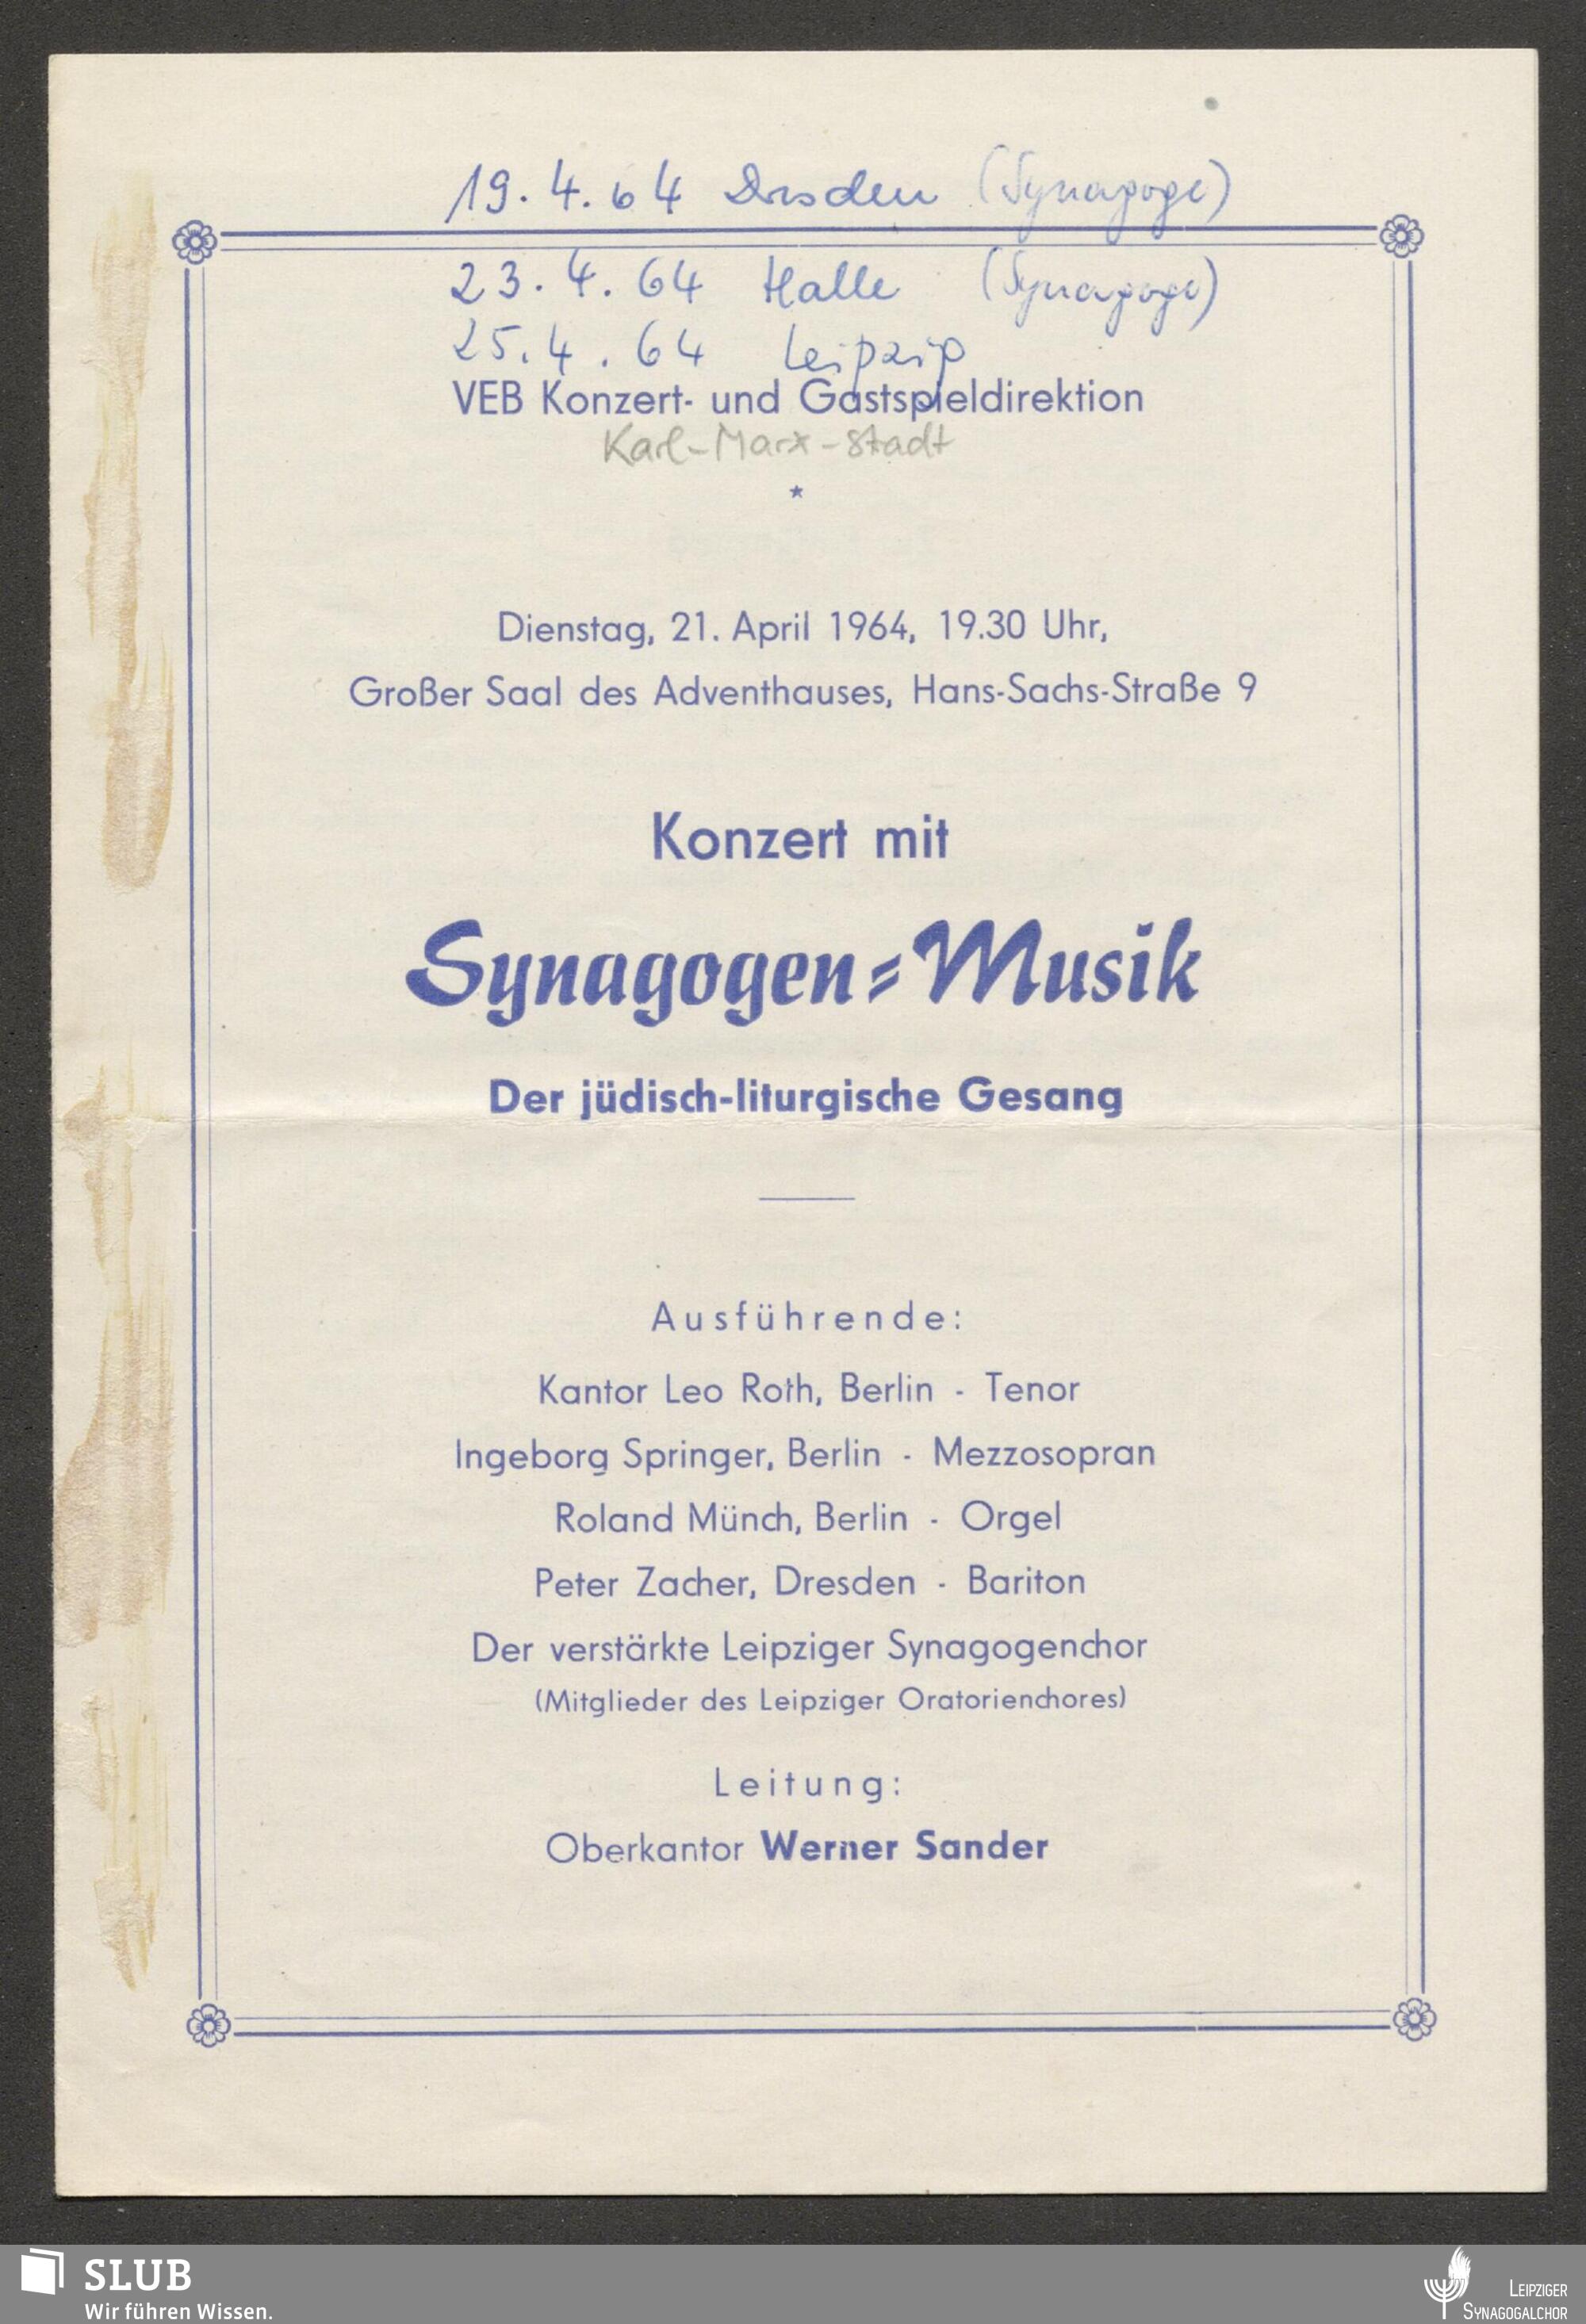 19.4.64 Dresden (Synagoge)
23.4.64 Halle (Synagoge)
25.4.64 Leipzig
VEB Konzert- und Gastspieldirektion
Karl-Marx-Stadt
*
Dienstag, 21. April 1964, 19.30 Uhr,
Großer Saal des Adventhauses, Hans-Sachs-Straße 9
Konzert mit
Synagogen-Musik
Der jüdisch-liturgische Gesang
Ausführende:
Kantor Leo Roth, Berlin - Tenor
Ingeborg Springer, Berlin - Mezzosopran
Roland Münch, Berlin - Orgel
Peter Zacher, Dresden - Bariton
Der verstärkte Leipziger Synagogenchor
(Mitglieder des Leipziger Oratorienchores)
Leitung:
Oberkantor Werner Sander
SLUB
Wir führen Wissen.
LEIPZIGER
SYNAGOGALCHOR